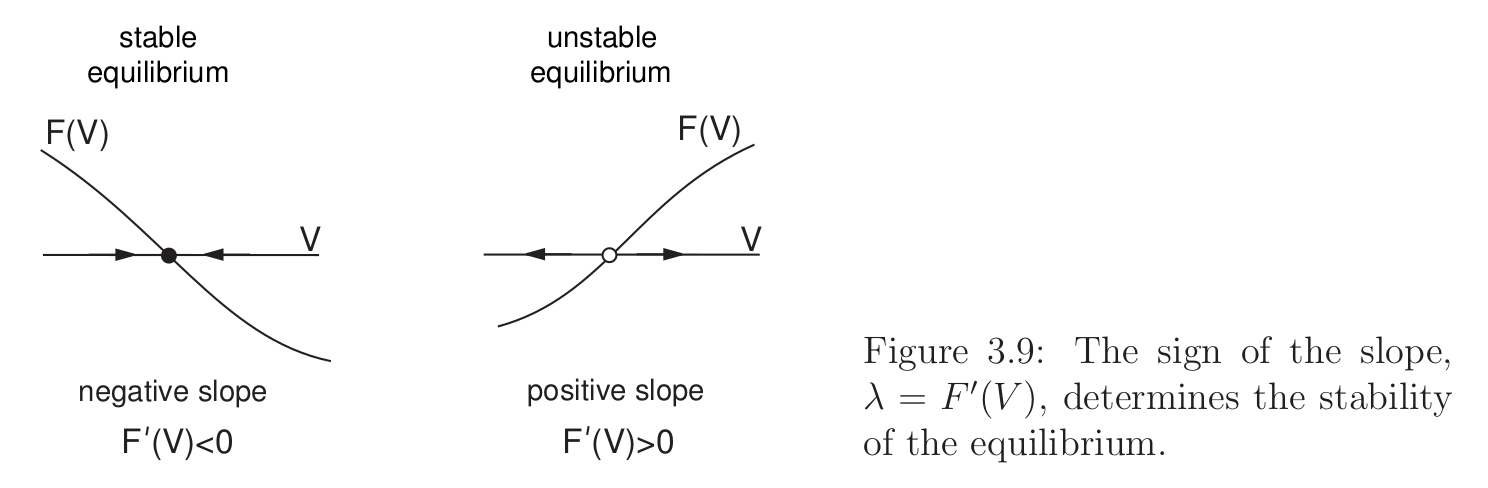 stable
equilibrium
F(V)
V
negative slope
F′(V)<0
unstable
equilibrium
F(V)
V
positive slope
F′(V)>0
Figure 3.9: The sign of the slope,
λ = F′(V), determines the stability
of the equilibrium.